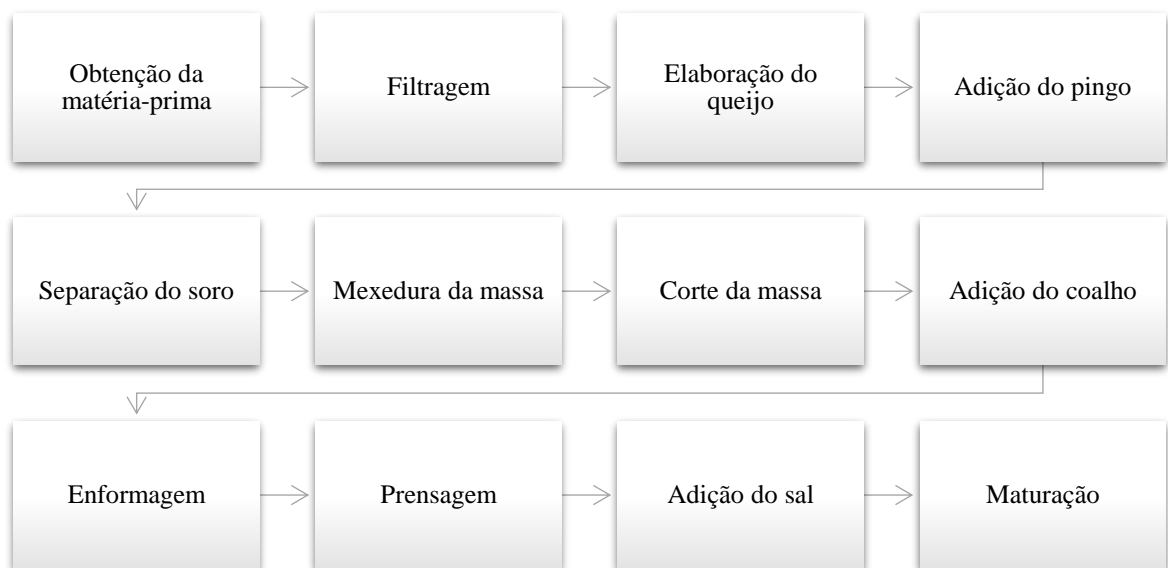 Obtenção da
matéria-prima
Filtragem
Elaboração do
queijo
Adição do pingo
Separação do soro
Mexedura da massa
Corte da massa
Adição do coalho
Enformagem
Prensagem
Adição do sal
Maturação